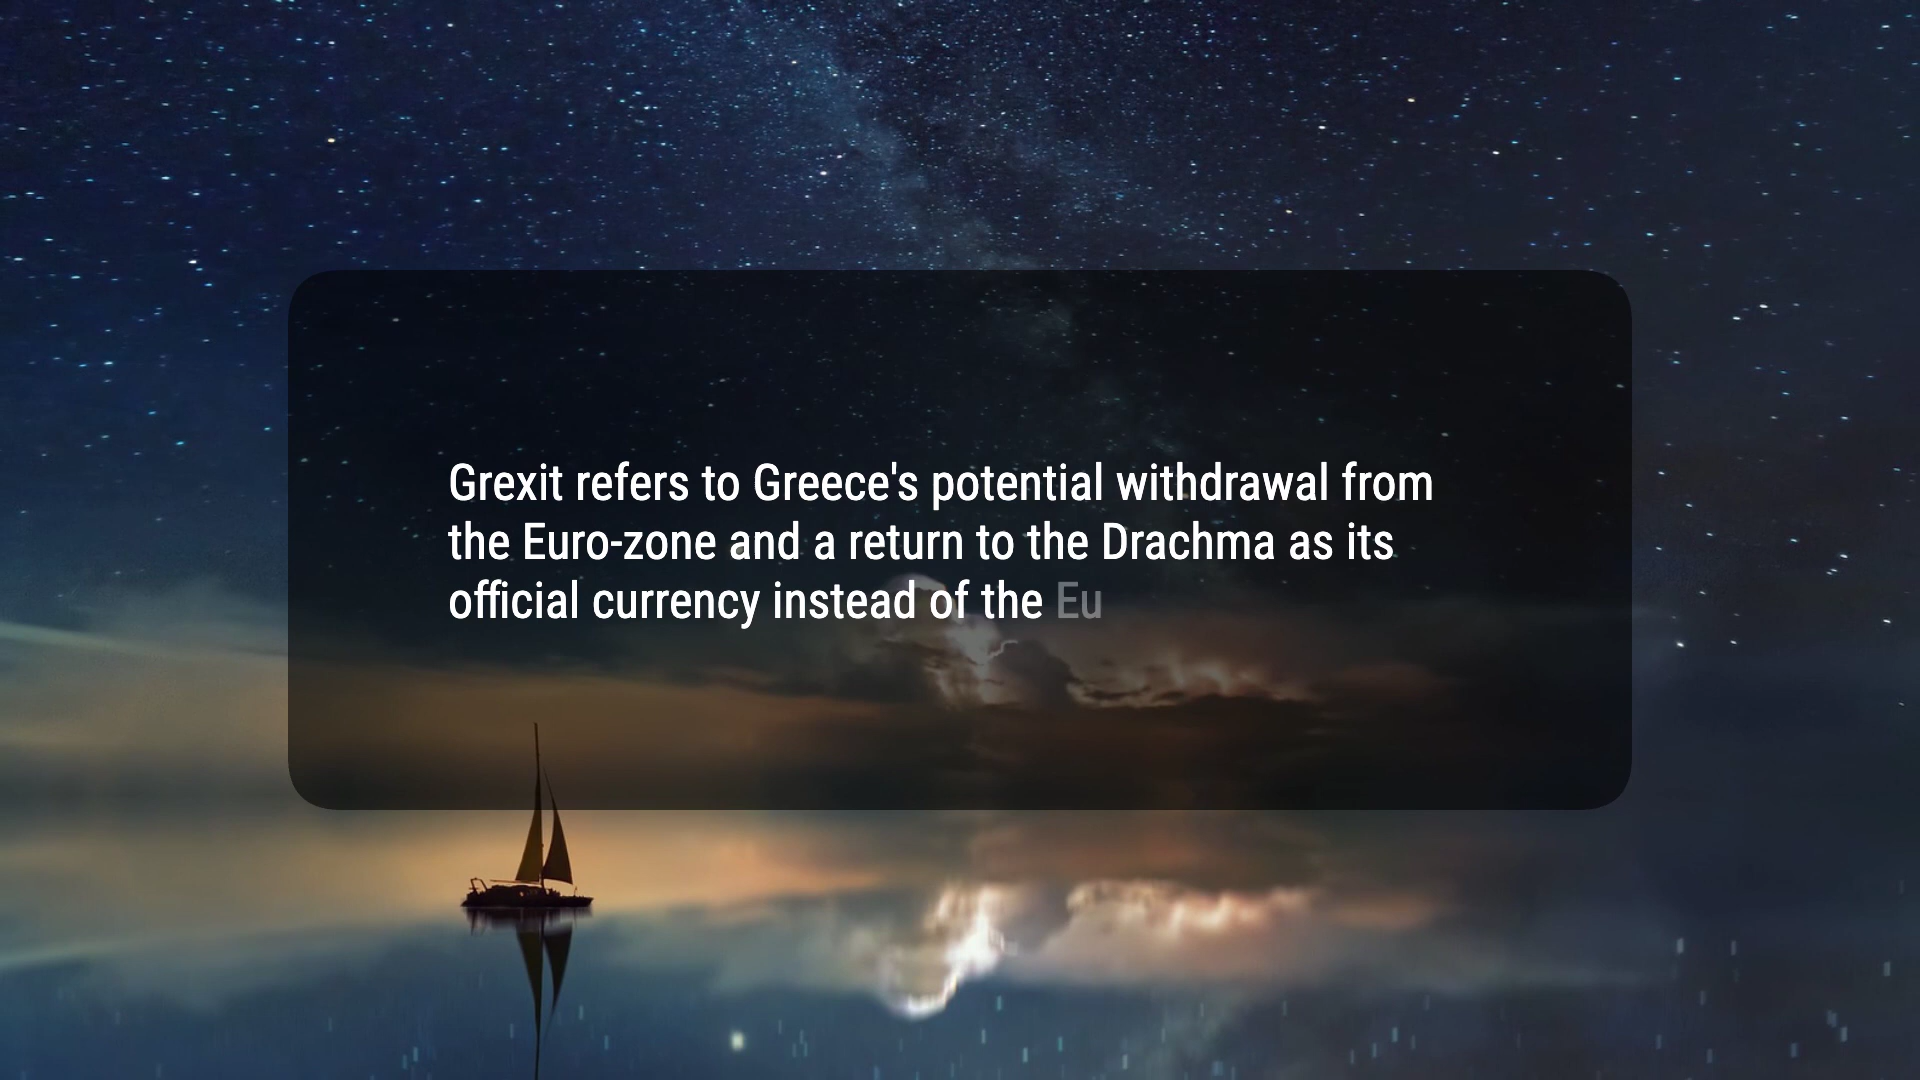 Grexit refers to Greece's potential withdrawal from
the Euro-zone and a return to the Drachma as its
official currency instead of the Eu